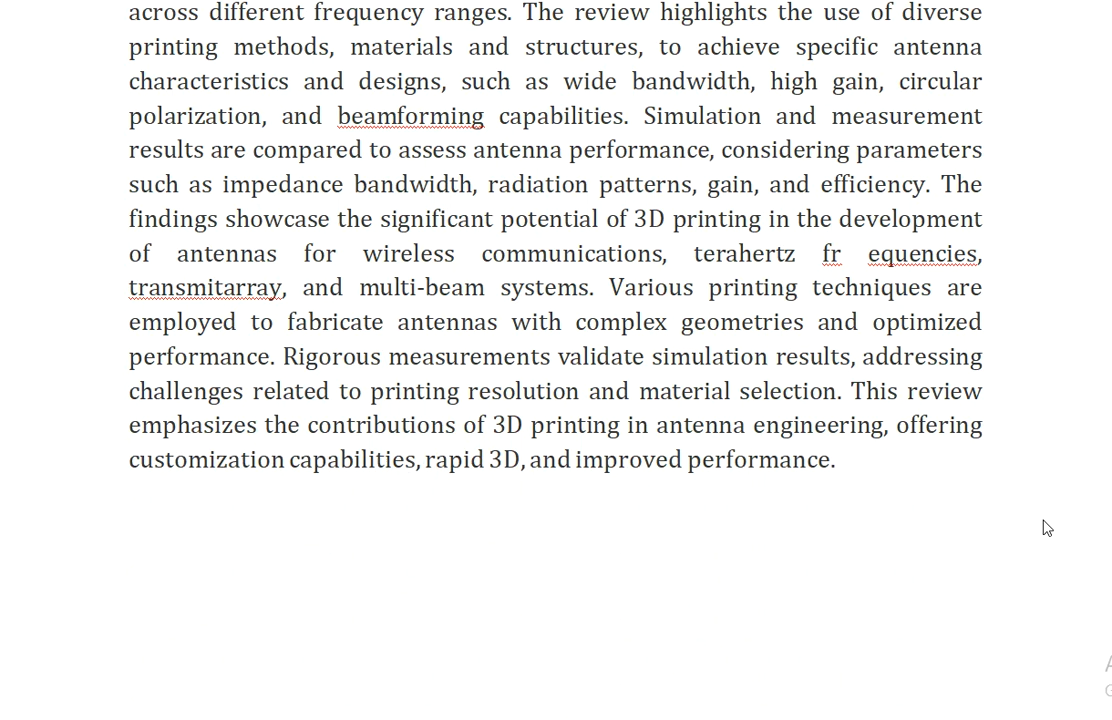 across different frequency ranges. The review highlights the use of diverse
printing methods, materials and structures, to achieve specific antenna
characteristics and designs, such as wide bandwidth, high gain, circular
polarization, and beamforming capabilities. Simulation and measurement
results are compared to assess antenna performance, considering parameters
such as impedance bandwidth, radiation patterns, gain, and efficiency. The
findings showcase the significant potential of 3D printing in the development
of antennas for wireless communications, terahertz fr equencies,
transmitarray, and multi-beam systems. Various printing techniques are
employed to fabricate antennas with complex geometries and optimized
performance. Rigorous measurements validate simulation results, addressing
challenges related to printing resolution and material selection. This review
emphasizes the contributions of 3D printing in antenna engineering, offering
customization capabilities, rapid 3D, and improved performance.